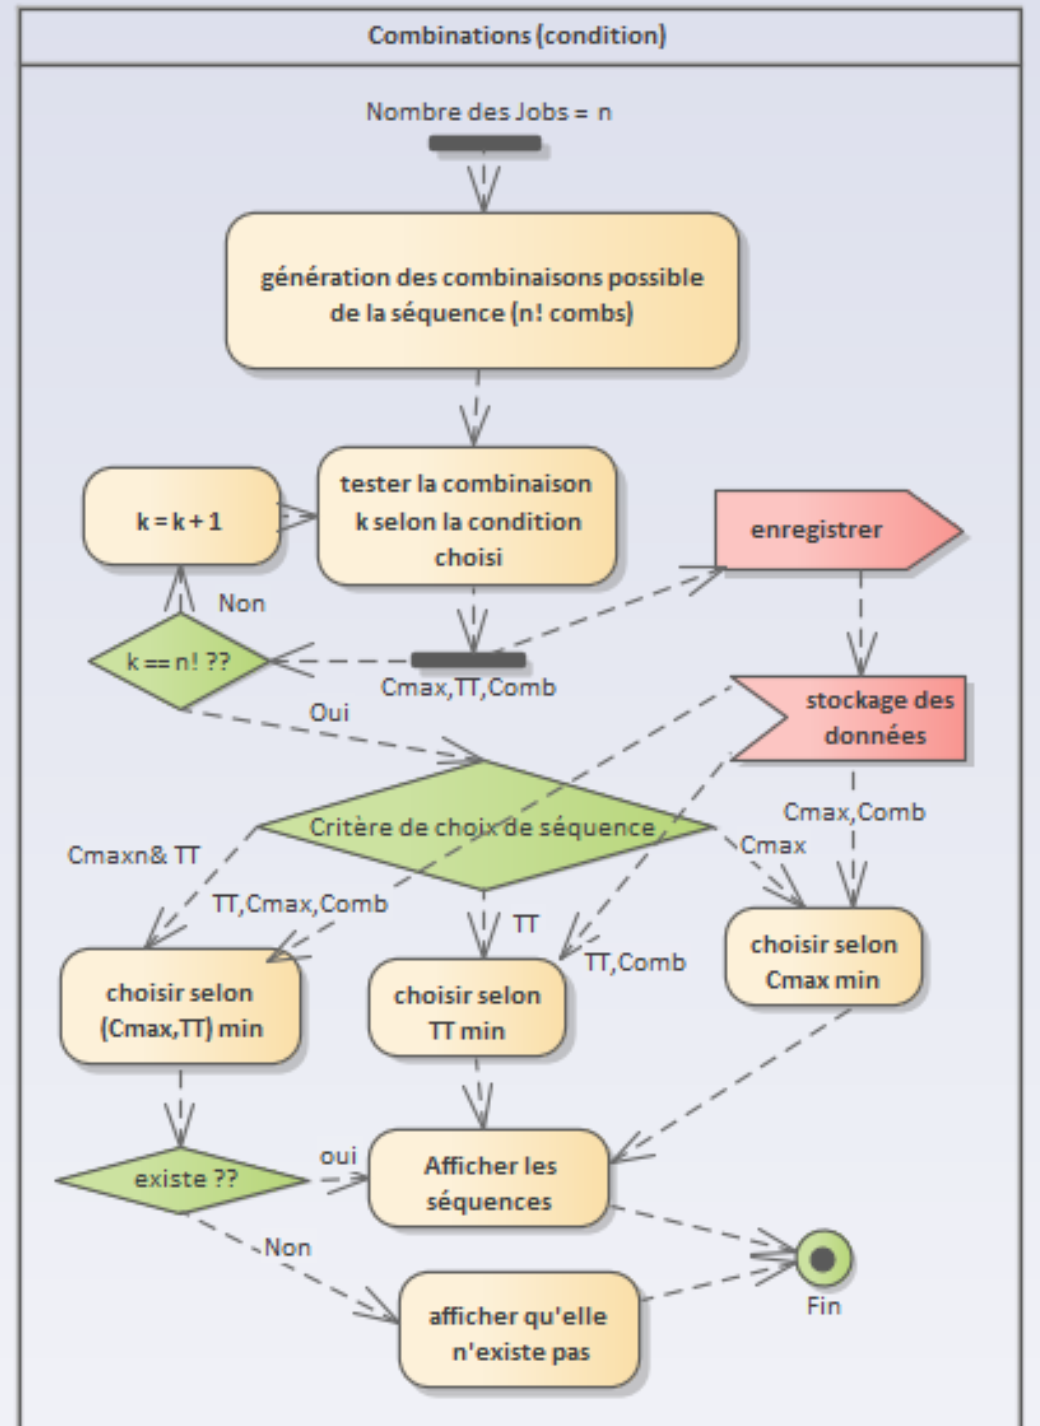 Combinations (condition)
Nombre des Jobs = n
génération des combinaisons possible
de la séquence (n! combs)
tester la combinaison
k selon la condition
choisi
k = k + 1
enregistrer
Non
k == n! ??
Cmax,TT,Comb
Oui
stockage des
données
Critère de choix de séquence
Cmax,Comb
Cmax
Cmaxn& TT
TT,Cmax,Comb
TT
TT,Comb
choisir selon
Cmax min
choisir selon
(Cmax,TT) min
choisir selon
TT min
existe ??
oui
Afficher les
séquences
Non
Fin
afficher qu'elle
n'existe pas